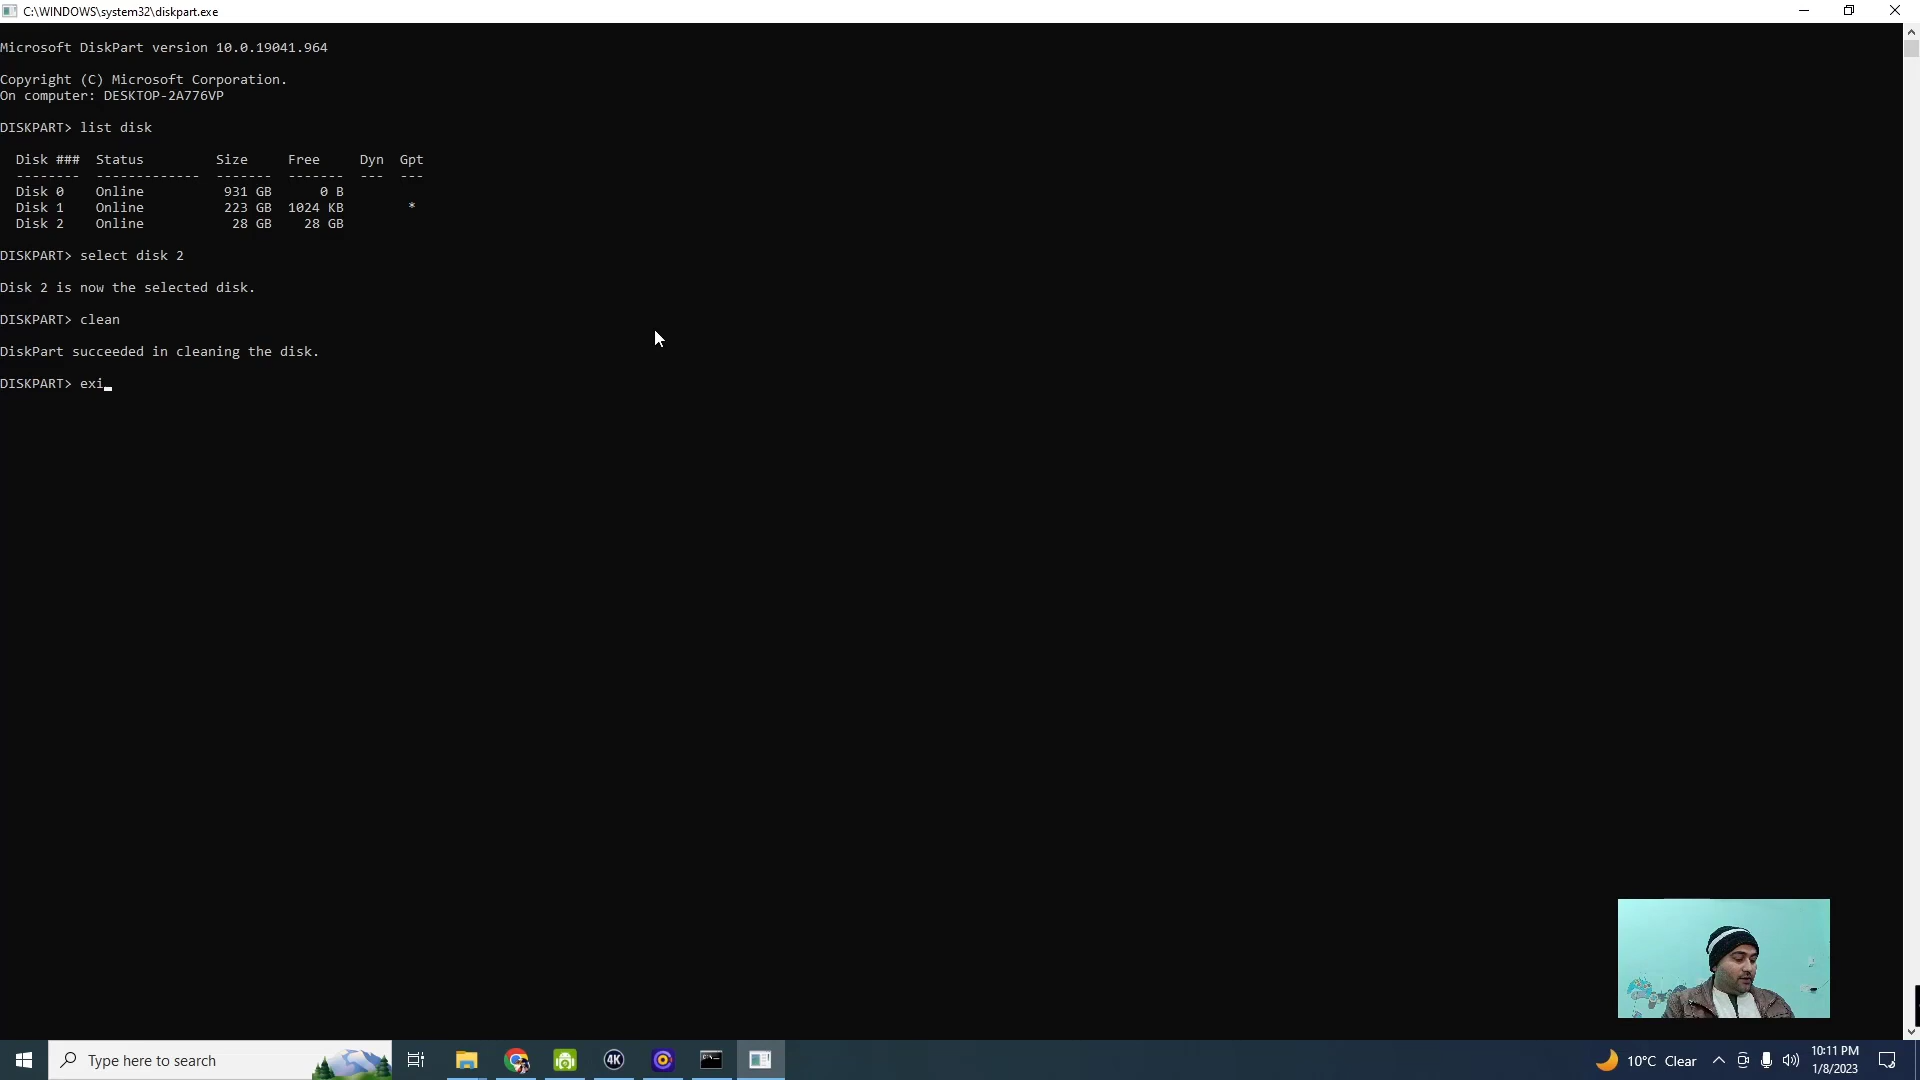 C:\WINDOWS\system32\diskpart.exe
Microsoft DiskPart version 10.0.19041.964
Copyright (C) Microsoft Corporation.
On computer: DESKTOP-2A776VP
DISKPART> list disk
Disk ### Status Size Free Dyn Gpt
-------- ------------- ------- ------- --- ---
Disk 0 Online 931 GB 0 B
Disk 1 Online 223 GB 1024 KB *
Disk 2 Online 28 GB 28 GB
DISKPART> select disk 2
Disk 2 is now the selected disk.
DISKPART> clean
DiskPart succeeded in cleaning the disk.
DISKPART> exi_
Type here to search
4K
10°C Clear
10:11 PM
1/8/2023